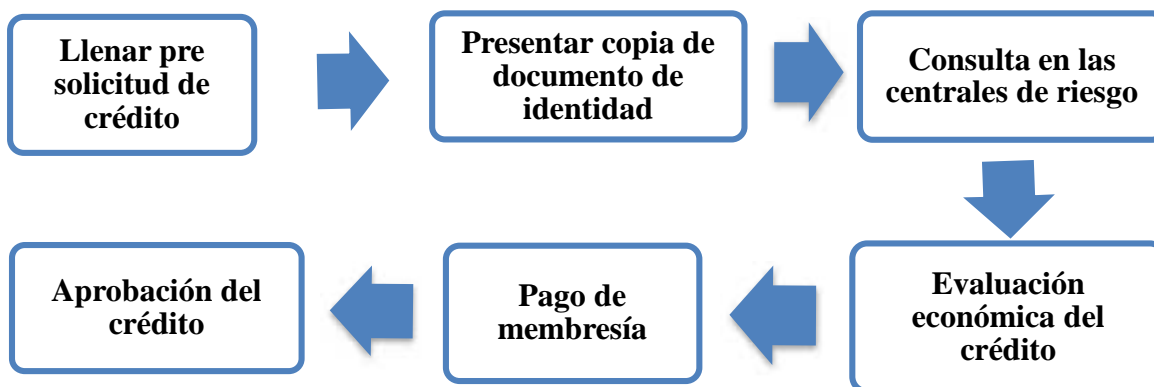 Llenar pre
solicitud de
crédito
Presentar copia de
documento de
identidad
Consulta en las
centrales de riesgo
Evaluación
económica del
crédito
Pago de
membresía
Aprobación del
crédito